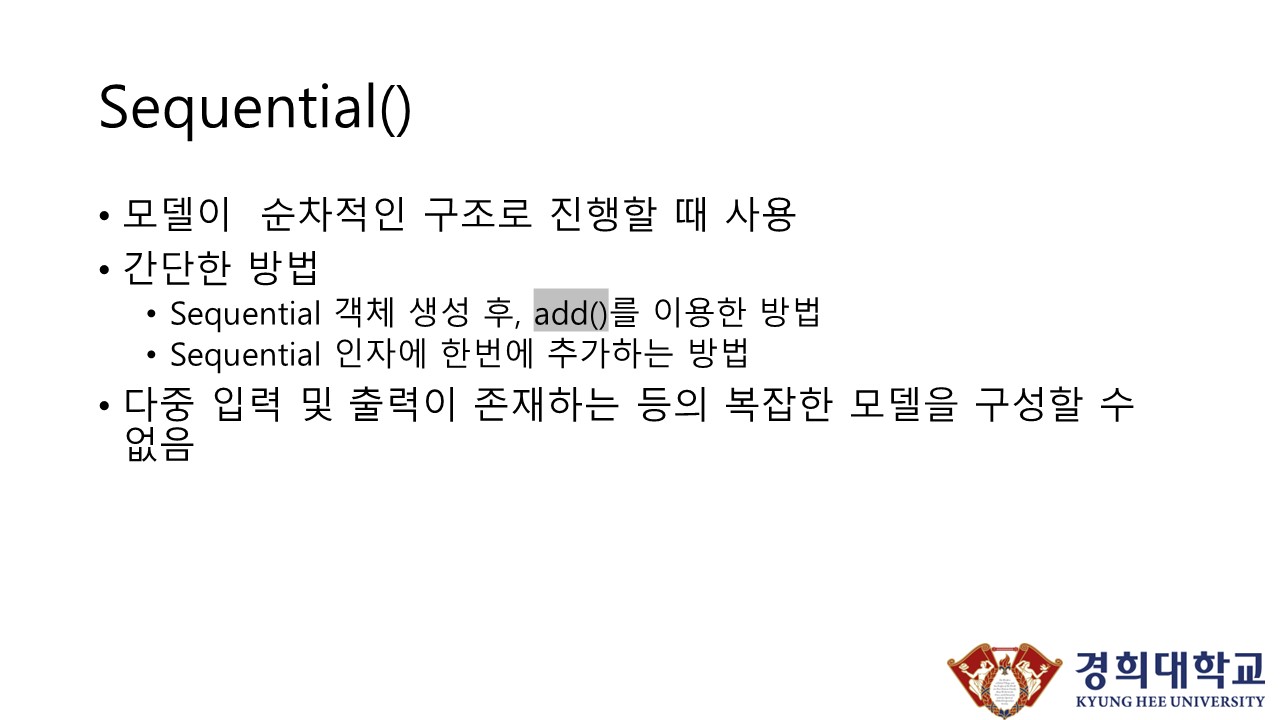 Sequential()
• 모델이  순차적인 구조로 진행할 때 사용
• 간단한 방법
• Sequential 객체 생성 후, add()를 이용한 방법
• Sequential 인자에 한번에 추가하는 방법
• 다중 입력 및 출력이 존재하는 등의 복잡한 모델을 구성할 수
없음
경희대학교
KYUNG HEE UNIVERSITY